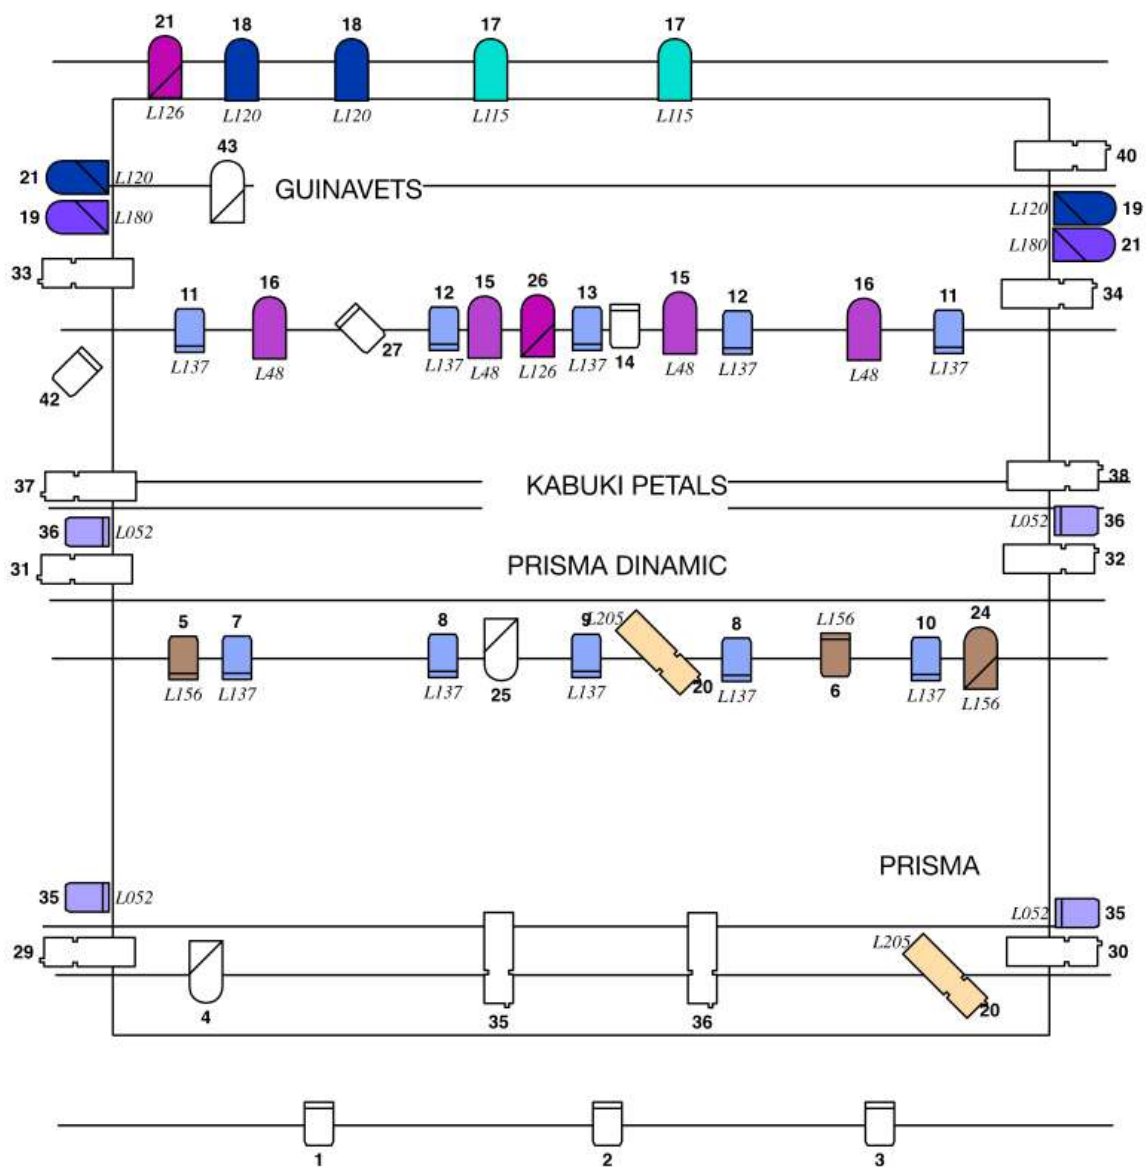 21 18 18 17 17
L126 L120 L120 L115 L115
43 40
21 L120 GUINAVETS L120 19
19 L180 L180 21
33 34
11 16 12 15 26 13 15 12 16 11
27 14
L137 L48 L137 L48 L126 L137 L48 L137 L48 L137
42
37 KABUKI PETALS 38
36 L052 L052 36
31 PRISMA DINAMIC 32
5 7 8 9 L205 8 L156 10 24
L156 L137 L137 25 L137 20 L137 6 L137 L156
PRISMA
35 L052 L052 35
29 L205 30
4 35 36 20
1 2 3